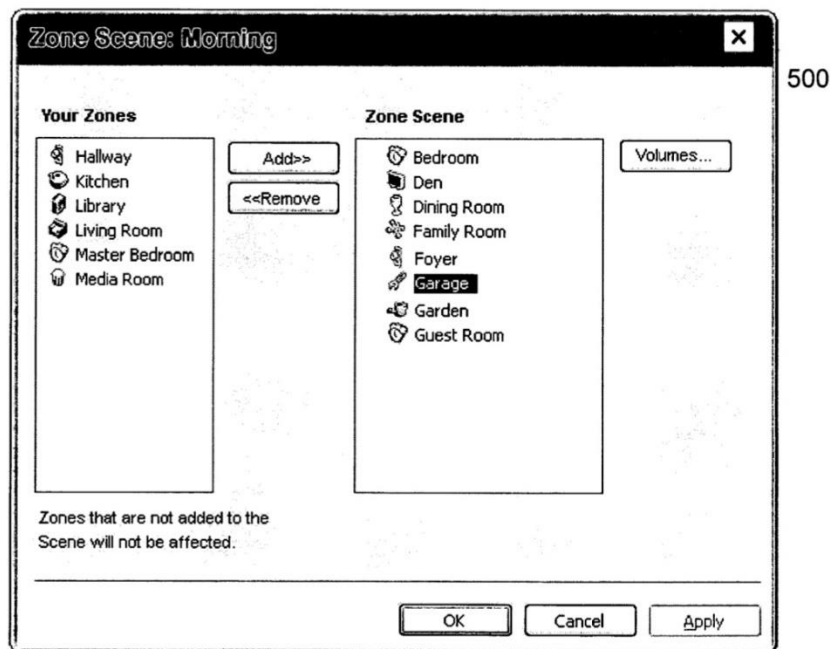 Zone Scene: Morning
500
Your Zones
Hallway
Kitchen
Library
Living Room
Master Bedroom
Media Room
Add>>
<<Remove
Zone Scene
Bedroom
Den
Dining Room
Family Room
Foyer
Garage
Garden
Guest Room
Volumes...
Zones that are not added to the
Scene will not be affected.
OK
Cancel
Apply